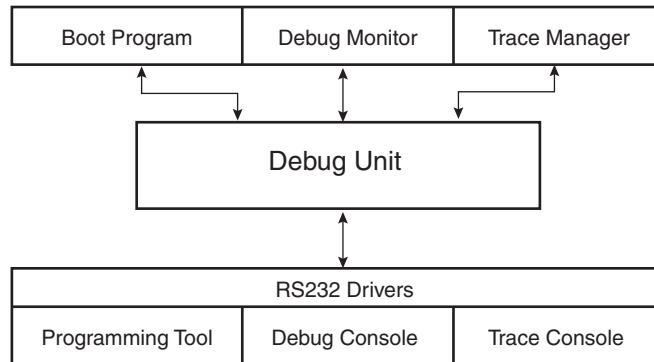 Boot Program
Debug Monitor
Trace Manager
Debug Unit
RS232 Drivers
Programming Tool
Debug Console
Trace Console